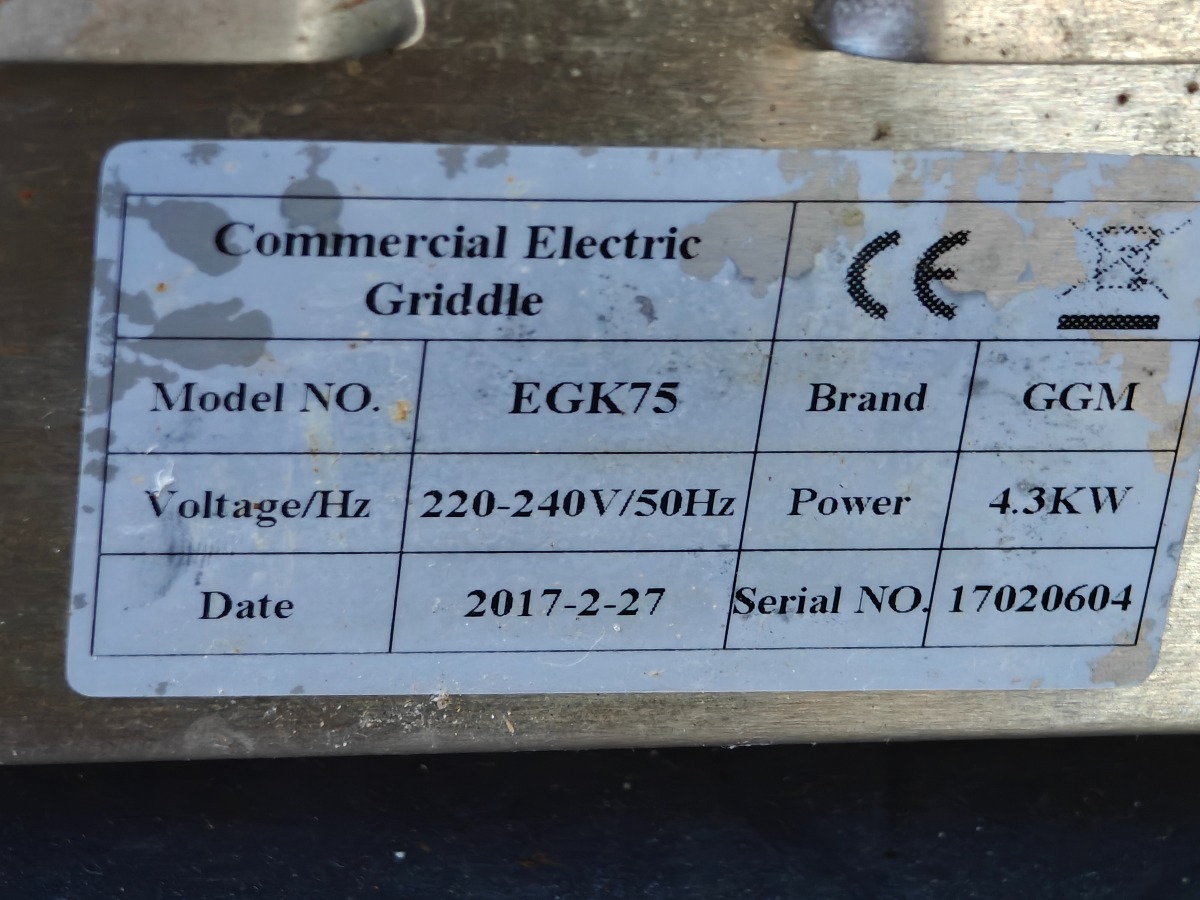 Commercial Electric
Griddle
CE
Model NO. EGK75 Brand GGM
Voltage/Hz 220-240V/50Hz Power 4.3KW
Date 2017-2-27 Serial NO. 17020604